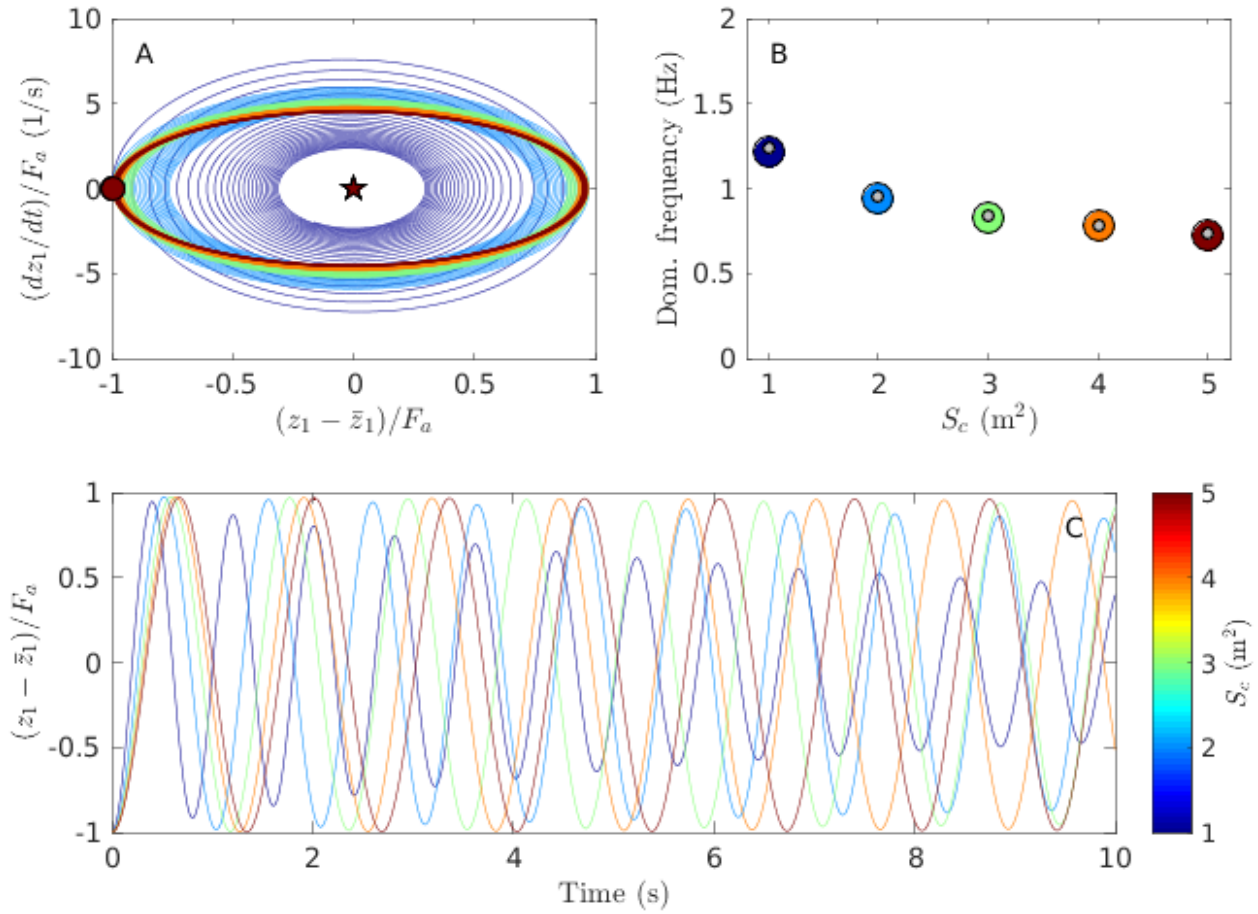 10
5
0
-5
-10
(dz₁/dt)/Fₐ (1/s)
A
-1 -0.5 0 0.5 1
(z₁ − z̄₁)/Fₐ
2
1.5
1
0.5
0
Dom. frequency (Hz)
B
1 2 3 4 5
S_c (m²)
1
0.5
0
-0.5
-1
(z₁ − z̄₁)/Fₐ
C
0 2 4 6 8 10
Time (s)
5
4
3
2
1
S_c (m²)